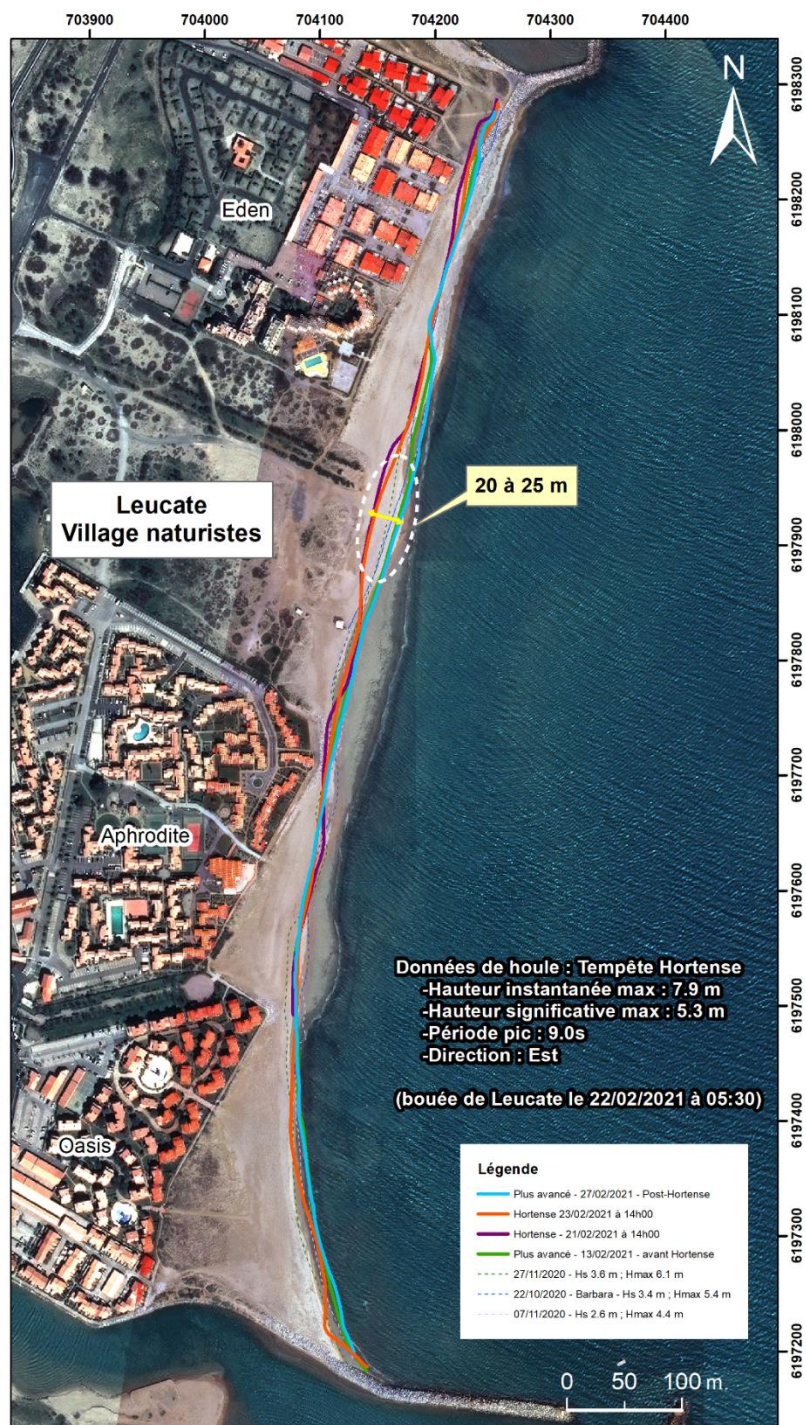 703900
704000
704100
704200
704300
704400
6198300
6198200
6198100
6198000
6197900
6197800
6197700
6197600
6197500
6197400
6197300
6197200
N
Eden
20 à 25 m
Leucate
Village naturistes
Aphrodite
Oasis
Données de houle : Tempête Hortense
-Hauteur instantanée max : 7.9 m
-Hauteur significative max : 5.3 m
-Période pic : 9.0s
-Direction : Est
(bouée de Leucate le 22/02/2021 à 05:30)
Légende
Plus avancé - 27/02/2021 - Post-Hortense
Hortense 23/02/2021 à 14h00
Hortense - 21/02/2021 à 14h00
Plus avancé - 13/02/2021 - avant Hortense
27/11/2020 - Hs 3.6 m ; Hmax 6.1 m
22/10/2020 - Barbara - Hs 3.4 m ; Hmax 5.4 m
07/11/2020 - Hs 2.6 m ; Hmax 4.4 m
0 50 100 m.